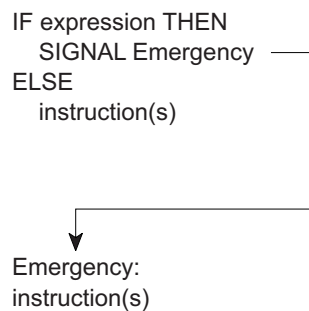 IF expression THEN
SIGNAL Emergency
ELSE
instruction(s)
Emergency:
instruction(s)